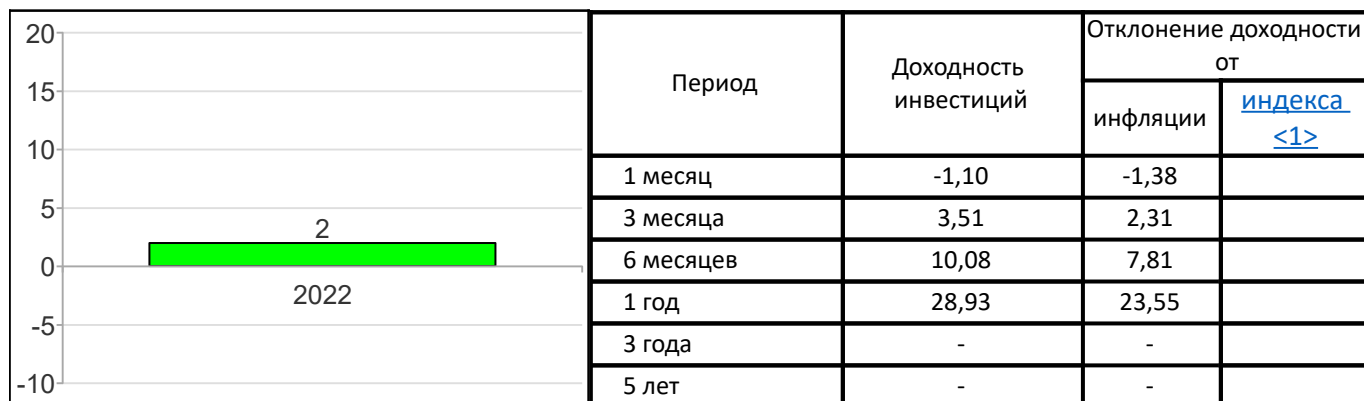 20
15
10
5
0
-5
-10
2
2022
Период
Доходность
инвестиций
Отклонение доходности
от
инфляции
индекса
<1>
1 месяц -1,10 -1,38
3 месяца 3,51 2,31
6 месяцев 10,08 7,81
1 год 28,93 23,55
3 года - -
5 лет - -